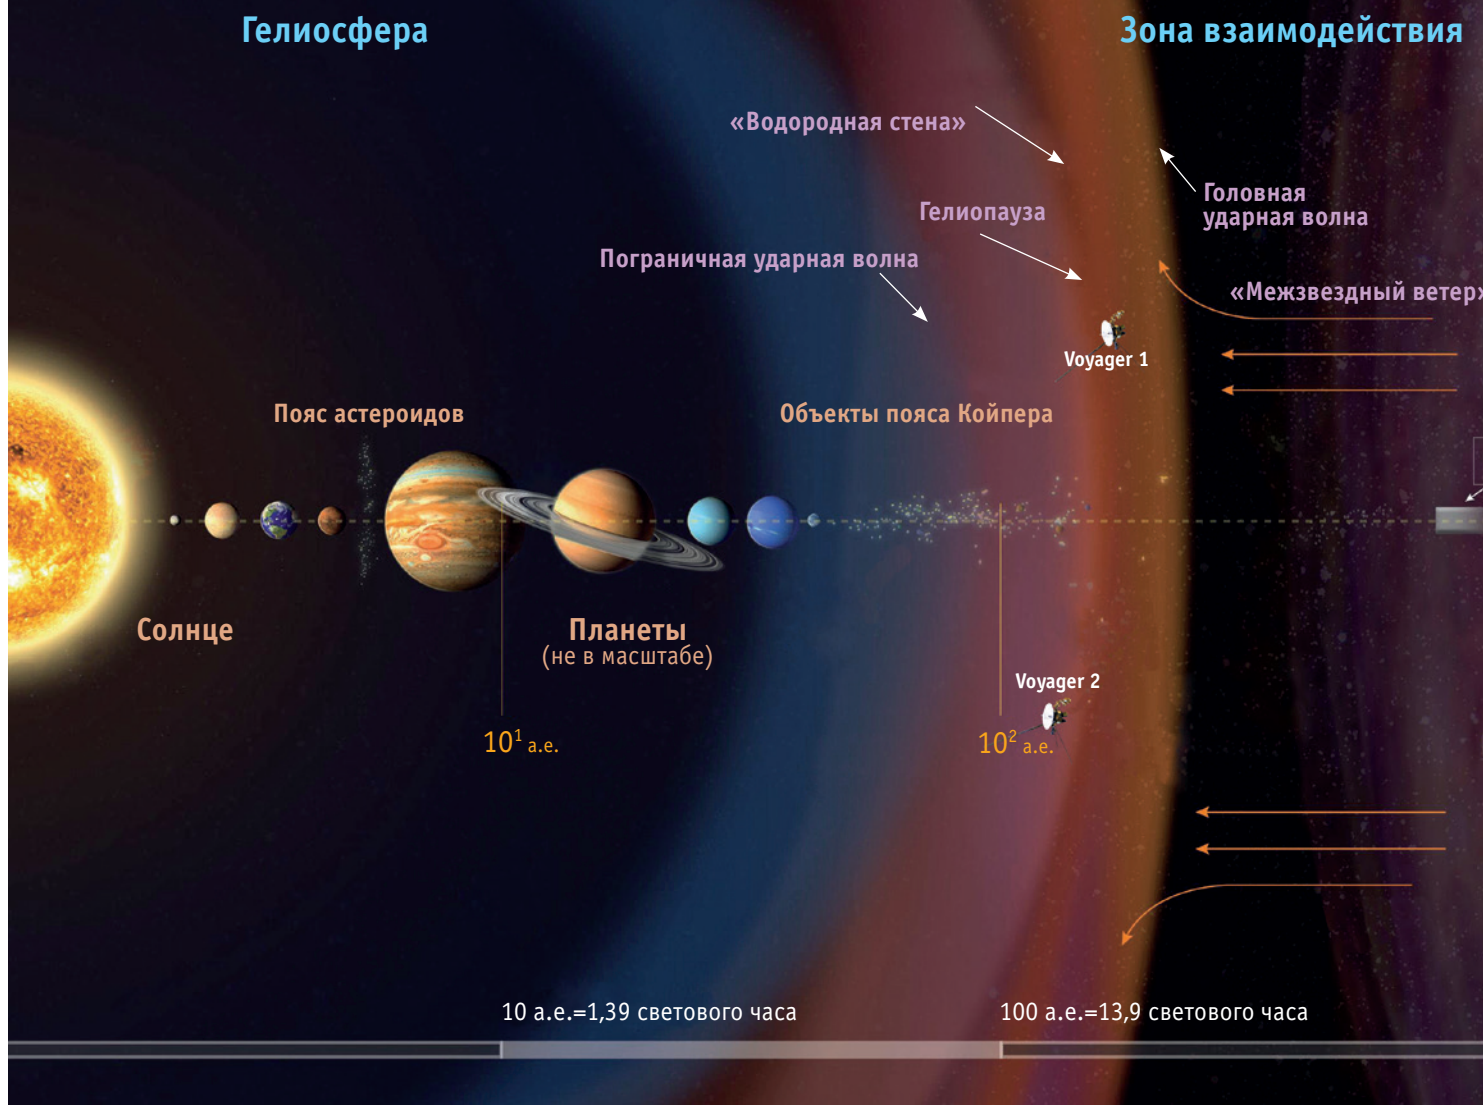 Гелиосфера
Зона взаимодействия
«Водородная стена»
Головная
ударная волна
Гелиопауза
Пограничная ударная волна
«Межзвездный ветер»
Voyager 1
Пояс астероидов
Объекты пояса Койпера
Солнце
Планеты
(не в масштабе)
Voyager 2
10¹ а.е.
10² а.е.
10 а.е.=1,39 светового часа
100 а.е.=13,9 светового часа